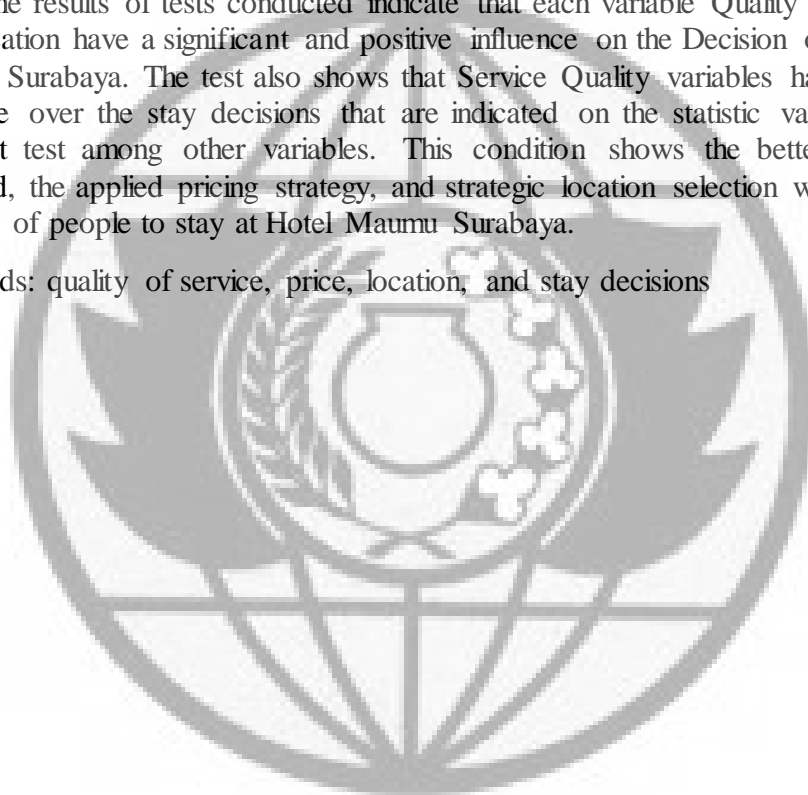 he results of tests conducted indicate that each variable Quality
ation have a significant and positive influence on the Decision
Surabaya. The test also shows that Service Quality variables
over the stay decisions that are indicated on the statistic
test among other variables. This condition shows the
the applied pricing strategy, and strategic location selection
of people to stay at Hotel Maumu Surabaya.
ds: quality of service, price, location, and stay decisions